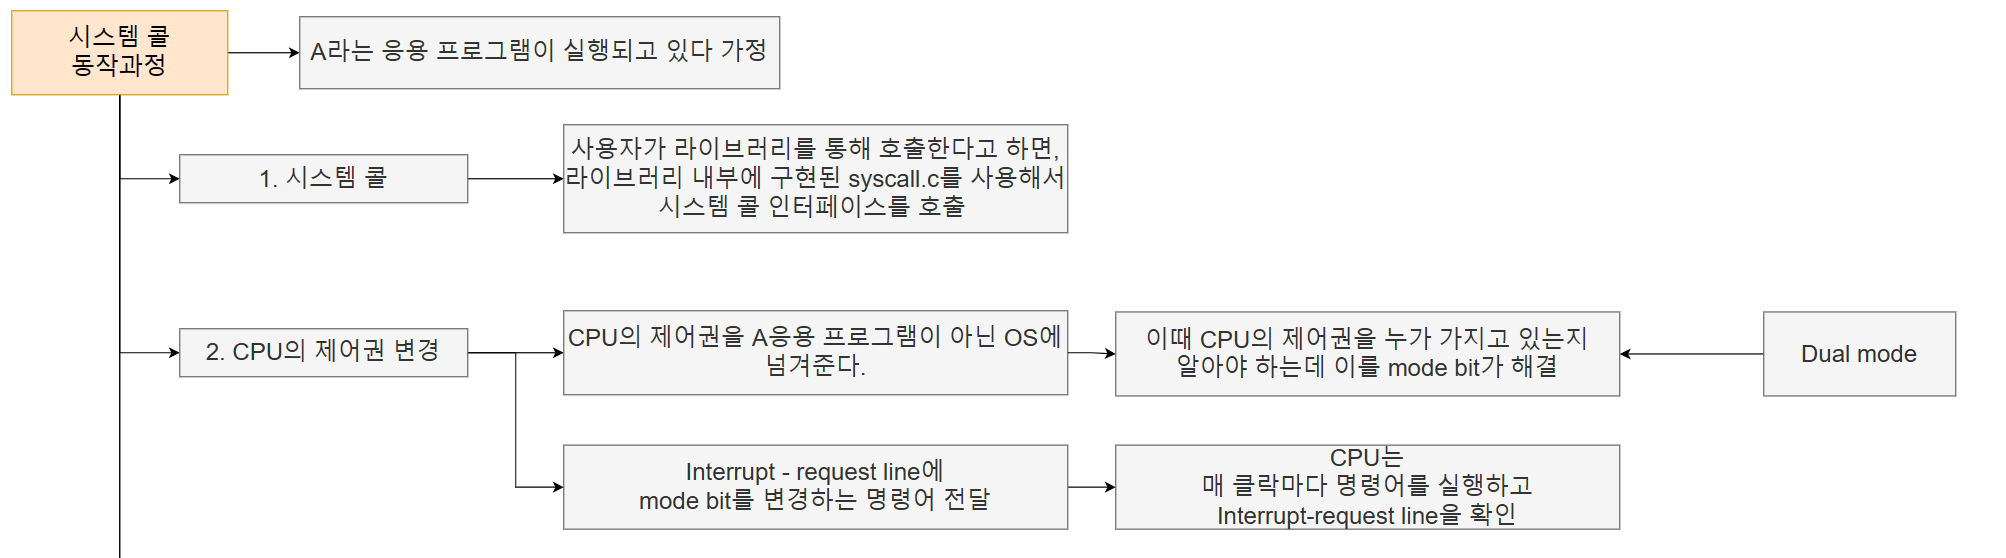 시스템 콜
동작과정
A라는 응용 프로그램이 실행되고 있다 가정
1. 시스템 콜
사용자가 라이브러리를 통해 호출한다고 하면,
라이브러리 내부에 구현된 syscall.c를 사용해서
시스템 콜 인터페이스를 호출
2. CPU의 제어권 변경
CPU의 제어권을 A응용 프로그램이 아닌 OS에
넘겨준다.
이때 CPU의 제어권을 누가 가지고 있는지
알아야 하는데 이를 mode bit가 해결
Dual mode
Interrupt - request line에
mode bit를 변경하는 명령어 전달
CPU는
매 클락마다 명령어를 실행하고
Interrupt-request line을 확인